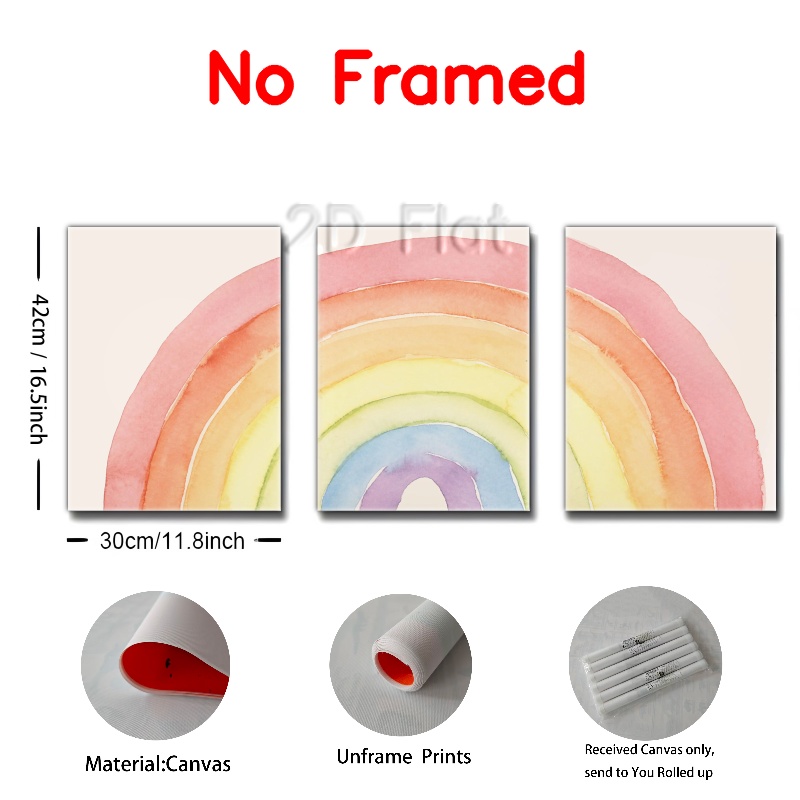 No Framed
2D Flat
42cm / 16.5inch
30cm/11.8inch
Material:Canvas
Unframe Prints
Received Canvas only,
send to You Rolled up